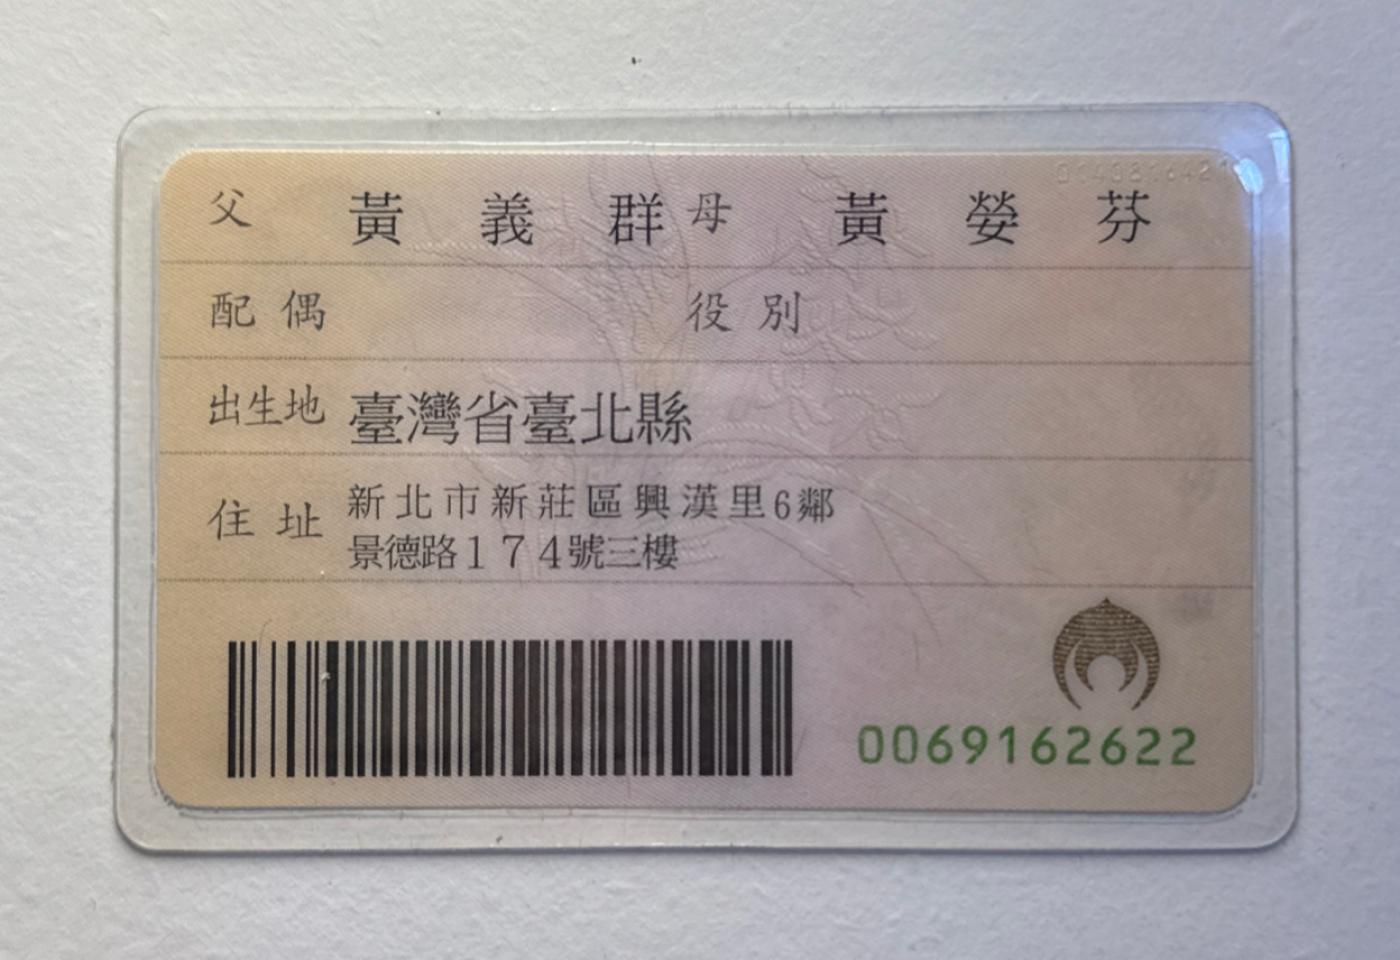 父 黃義群 母 黃嫈芬
配偶 役別
出生地 臺灣省臺北縣
住址 新北市新莊區興漢里6鄰
景德路174號三樓
0069162622